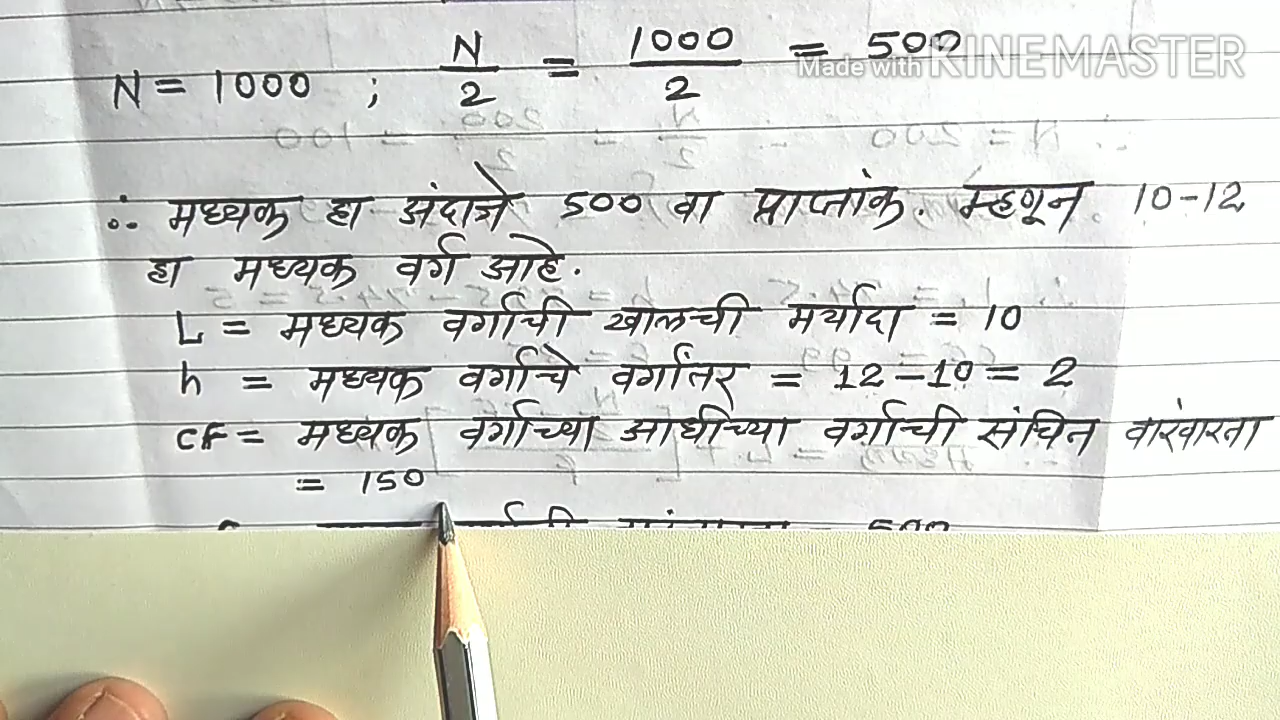 N = 1000 ; N/2 = 1000/2 = 500
Made with KINEMASTER
∴ मध्यक हा अंदाजे 500 वा प्राप्तांक. म्हणून 10-12
हा मध्यक वर्ग आहे.
L = मध्यक वर्गाची खालची मर्यादा = 10
h = मध्यक वर्गाचे वर्गांतर = 12 - 10 = 2
CF = मध्यक वर्गाच्या आधीच्या वर्गाची संचित वारंवारता
= 150